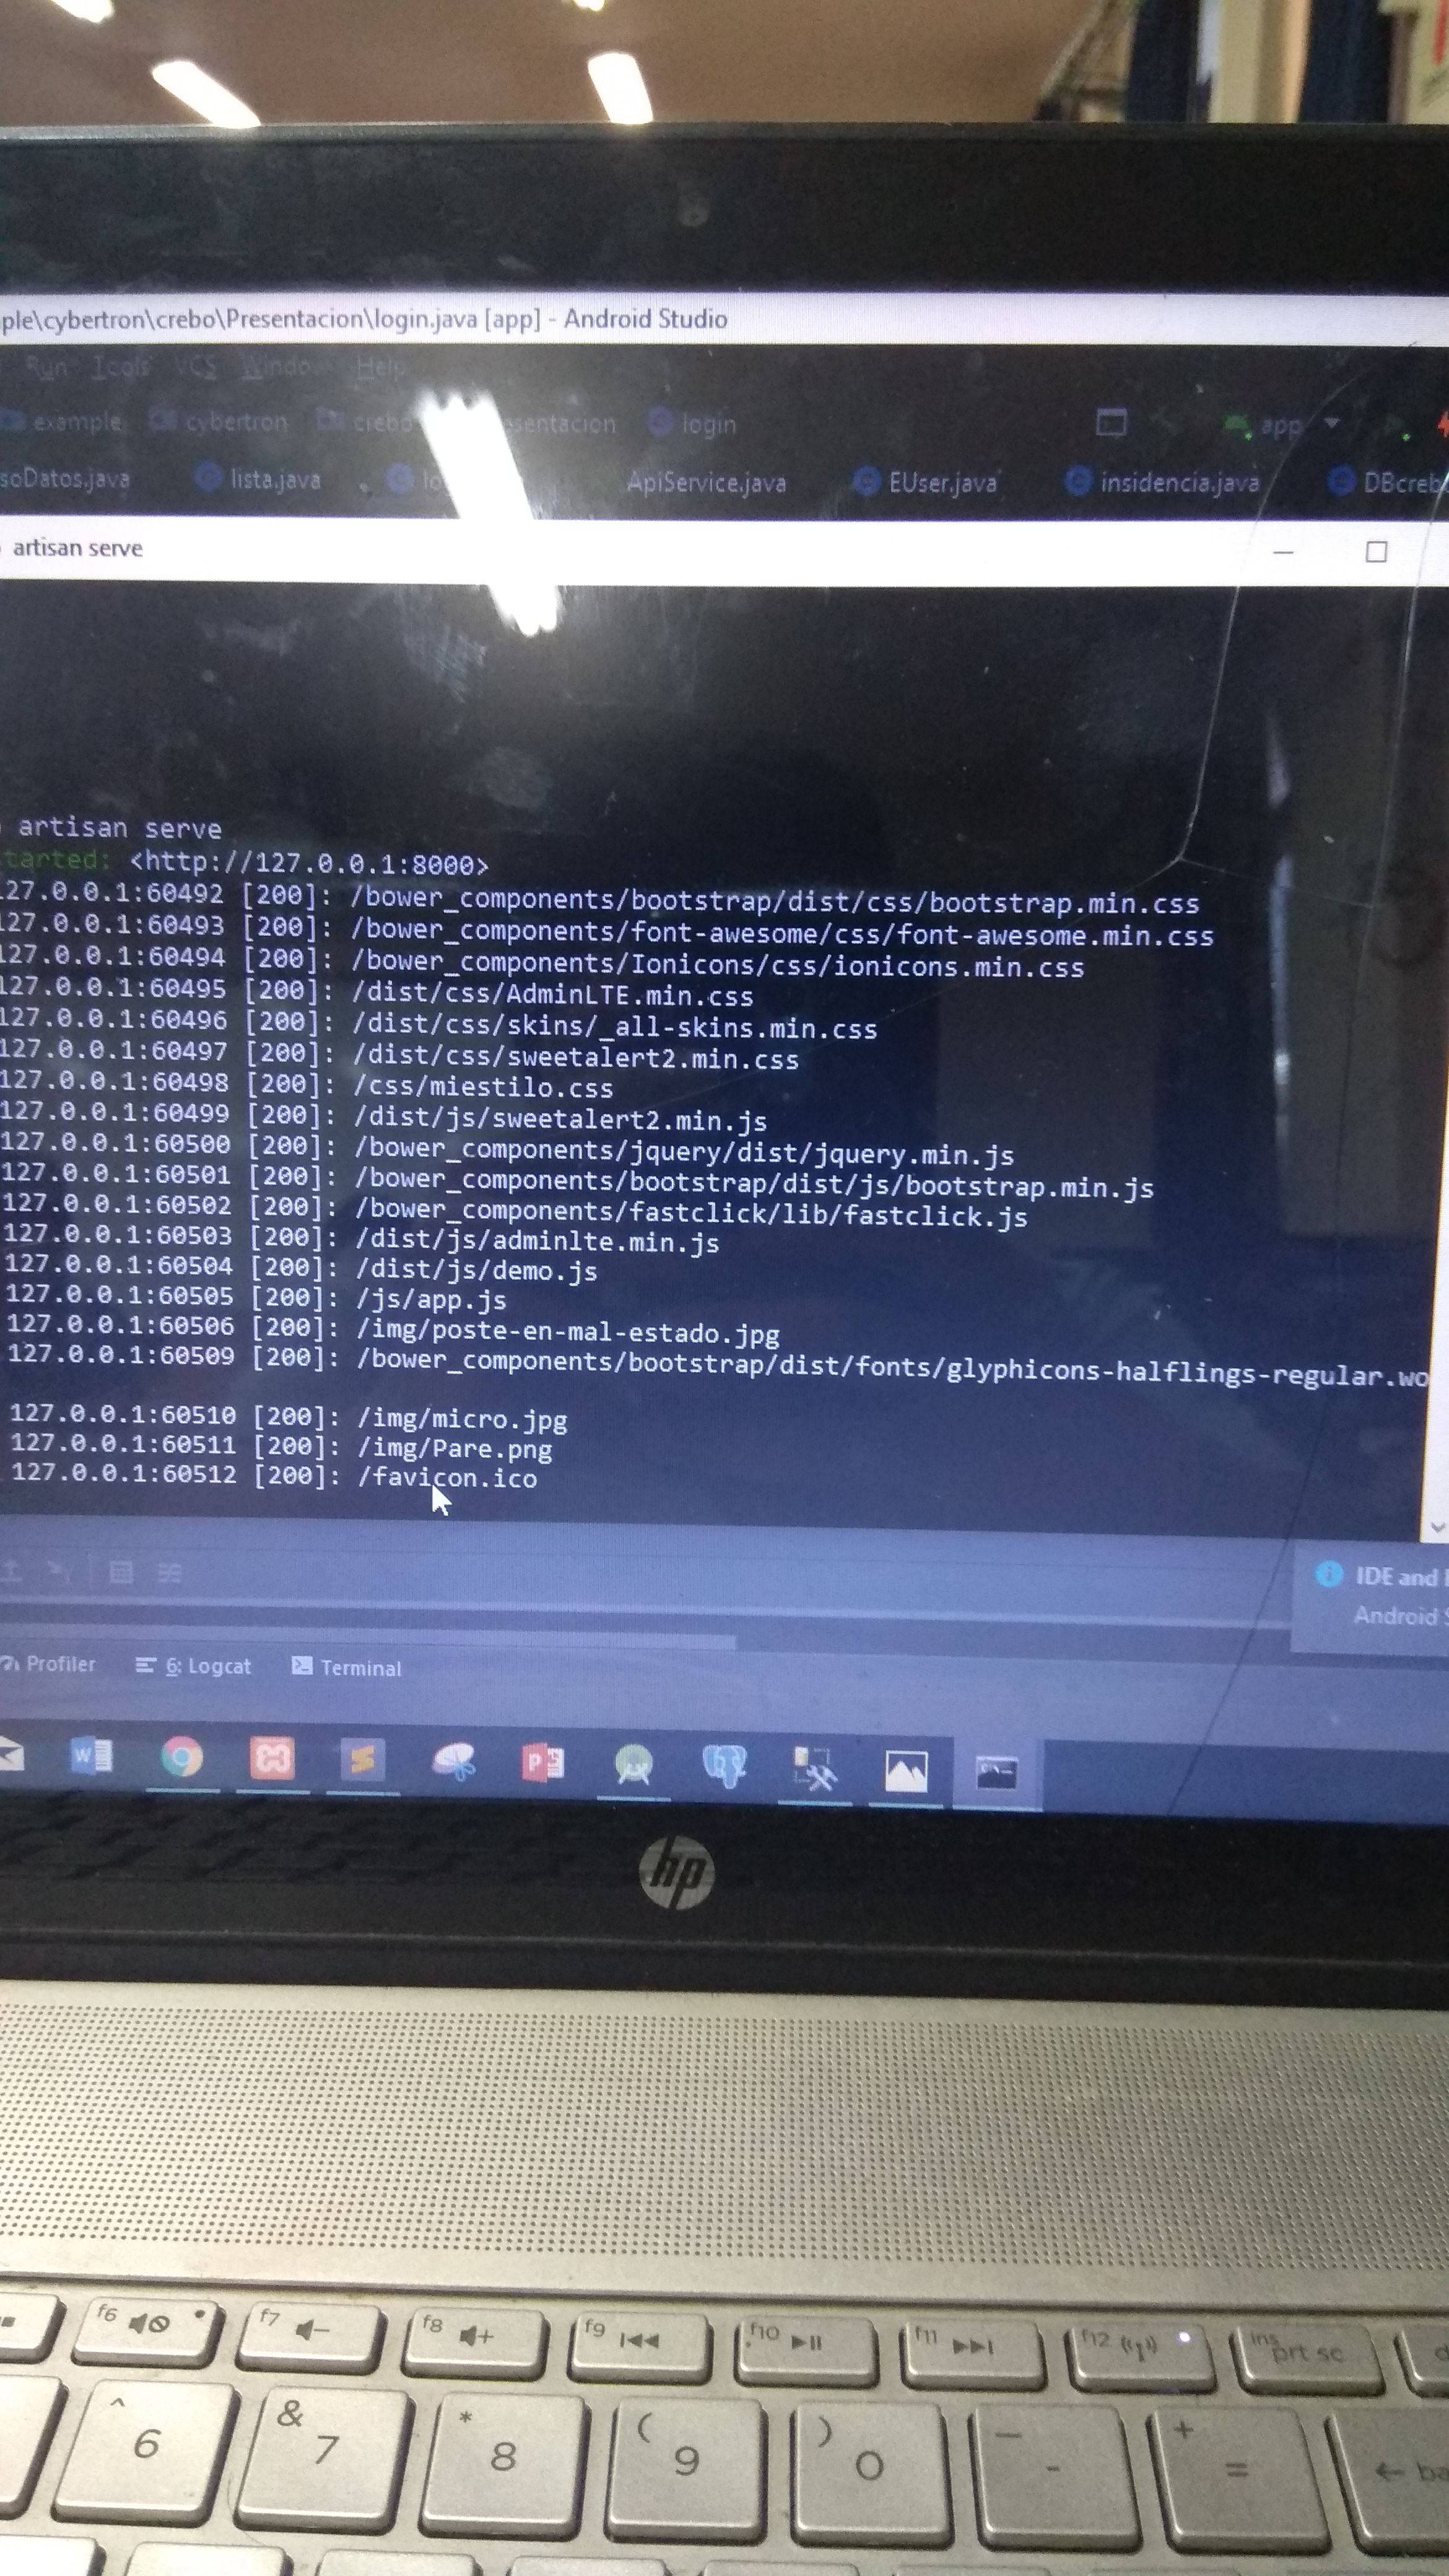 ple\cybertron\crebo\Presentacion\login.java [app] - Android Studio
Run Tools VCS Window Help
example cybertron crebo sentacion login app
soDatos.java lista.java lo ApiService.java EUser.java insidencia.java DBcreb
artisan serve
artisan serve
tarted: <http://127.0.0.1:8000>
127.0.0.1:60492 [200]: /bower_components/bootstrap/dist/css/bootstrap.min.css
127.0.0.1:60493 [200]: /bower_components/font-awesome/css/font-awesome.min.css
127.0.0.1:60494 [200]: /bower_components/Ionicons/css/ionicons.min.css
127.0.0.1:60495 [200]: /dist/css/AdminLTE.min.css
127.0.0.1:60496 [200]: /dist/css/skins/_all-skins.min.css
127.0.0.1:60497 [200]: /dist/css/sweetalert2.min.css
127.0.0.1:60498 [200]: /css/miestilo.css
127.0.0.1:60499 [200]: /dist/js/sweetalert2.min.js
127.0.0.1:60500 [200]: /bower_components/jquery/dist/jquery.min.js
127.0.0.1:60501 [200]: /bower_components/bootstrap/dist/js/bootstrap.min.js
127.0.0.1:60502 [200]: /bower_components/fastclick/lib/fastclick.js
127.0.0.1:60503 [200]: /dist/js/adminlte.min.js
127.0.0.1:60504 [200]: /dist/js/demo.js
127.0.0.1:60505 [200]: /js/app.js
127.0.0.1:60506 [200]: /img/poste-en-mal-estado.jpg
127.0.0.1:60509 [200]: /bower_components/bootstrap/dist/fonts/glyphicons-halflings-regular.wo
127.0.0.1:60510 [200]: /img/micro.jpg
127.0.0.1:60511 [200]: /img/Pare.png
127.0.0.1:60512 [200]: /favicon.ico
IDE and
Android S
Profiler 6: Logcat Terminal
hp
f6 f7 f8 f9 f10 f11 f12 ins prt sc
^ 6 & 7 * 8 ( 9 ) 0 — - + = ← ba